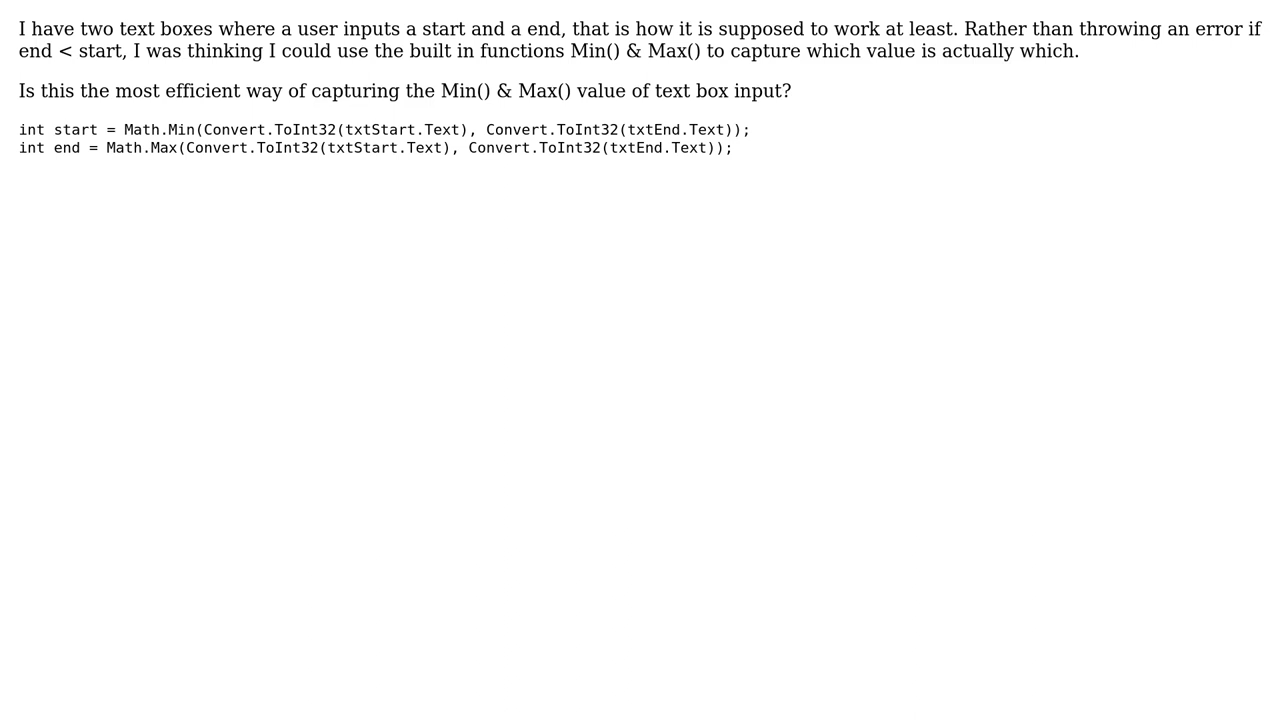 I have two text boxes where a user inputs a start and a end, that is how it is supposed to work at least. Rather than throwing an error if
end < start, I was thinking I could use the built in functions Min() & Max() to capture which value is actually which.
Is this the most efficient way of capturing the Min() & Max() value of text box input?
int start = Math.Min(Convert.ToInt32(txtStart.Text), Convert.ToInt32(txtEnd.Text));
int end = Math.Max(Convert.ToInt32(txtStart.Text), Convert.ToInt32(txtEnd.Text));